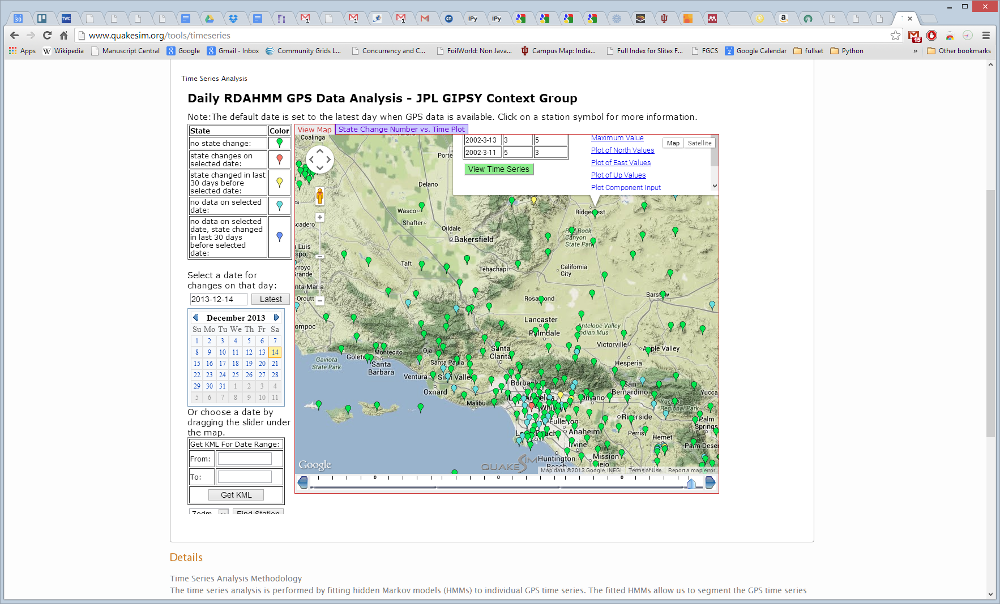 30
TWC
1
1
1
cn
IPy
IPy
a
www.quakesim.org/tools/timeseries
15
Apps
W Wikipedia
Manuscript Central
8 Google
8 Gmail - Inbox
Community Grids L...
Concurrency and C...
FoilWorld: Non Java...
Campus Map: India...
Full Index for Slitex F...
FGCS
2 Google Calendar
fullset
Python
»
Other bookmarks
Time Series Analysis
Daily RDAHMM GPS Data Analysis - JPL GIPSY Context Group
Note:The default date is set to the latest day when GPS data is available. Click on a station symbol for more information.
State Color
no state change:
state changes on
selected date:
state changed in last
30 days before
selected date:
no data on selected
date:
no data on selected
date, state changed
in last 30 days
before selected
date:
Select a date for
changes on that day:
2013-12-14 Latest
December 2013
Su Mo Tu We Th Fr Sa
1 2 3 4 5 6 7
8 9 10 11 12 13 14
15 16 17 18 19 20 21
22 23 24 25 26 27 28
29 30 31 1 2 3 4
5 6 7 8 9 10 11
Or choose a date by
dragging the slider under
the map.
Get KML For Date Range:
From:
To:
Get KML
Find Station
View Map
State Change Number vs. Time Plot
2002-3-13 3 5
2002-3-11 5 3
View Time Series
Maximum Value
Plot of North Values
Plot of East Values
Plot of Up Values
Plot Component Input
Map Satellite
Coalinga
Porte
Delano
Wasco
Shafter
Oildale
Bakersfield
Ridgecrest
Red Rock
Canyon
State Park
cadero
n Luis
spo
Arroyo
Grande
Taft
Tehachapi
California
City
nta Maria
Orcutt
Rosamond
Barstow
ompoc
Lancaster
Palmdale
Antelope Valley
Indian Mus
Victorville
Apple Valley
Hesperia
Gaviota
State Park
Goleta
Montecito
Santa
Barbara
Ojai
Santa Paula
Santa
Clarita
Ventura
Simi Valley
Oxnard
Malibu
Burbank
Los Angeles
Whittier
Ontario
San
Bernardino
Yucca
Yucaipa
Regional Park
Fullerton
Riverside
Palm
Springs
Long Beach
Anaheim
Perris
Hemet
Irvine
Palm Deser
Huntington
Beach
Mission
Viejo
Google
QUAKESIM
Map data ©2013 Google, INEGI
Terms of Use
Report a map error
0 0 0
Details
Time Series Analysis Methodology
The time series analysis is performed by fitting hidden Markov models (HMMs) to individual GPS time series. The fitted HMMs allow us to segment the GPS time series